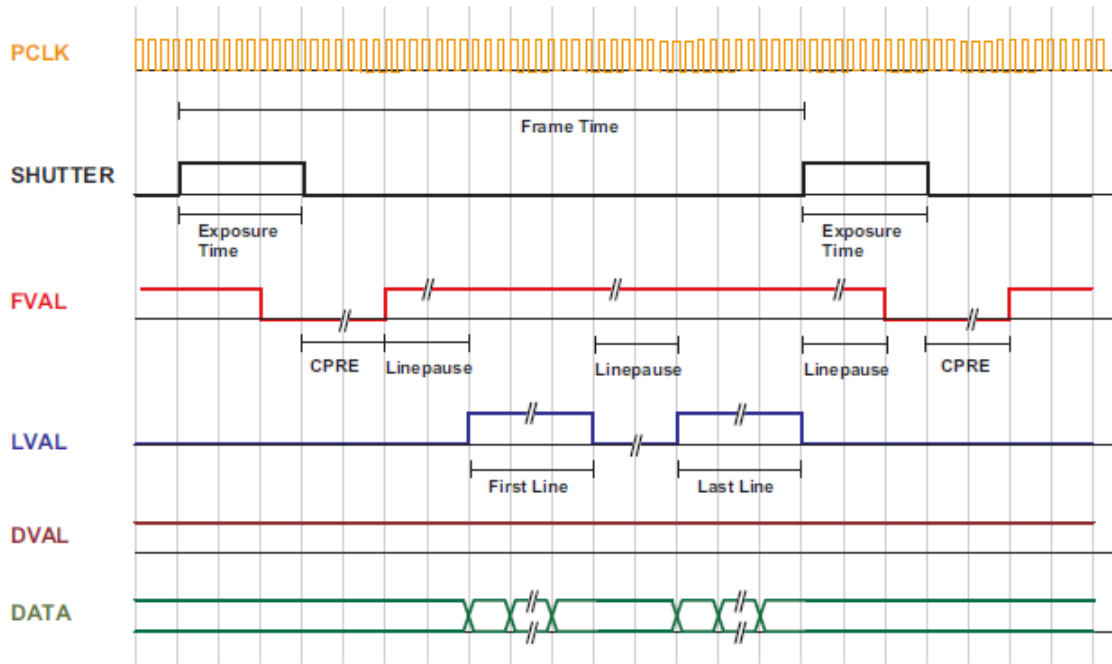 PCLK
Frame Time
SHUTTER
Exposure
Time
Exposure
Time
FVAL
CPRE
Linepause
Linepause
Linepause
CPRE
LVAL
First Line
Last Line
DVAL
DATA